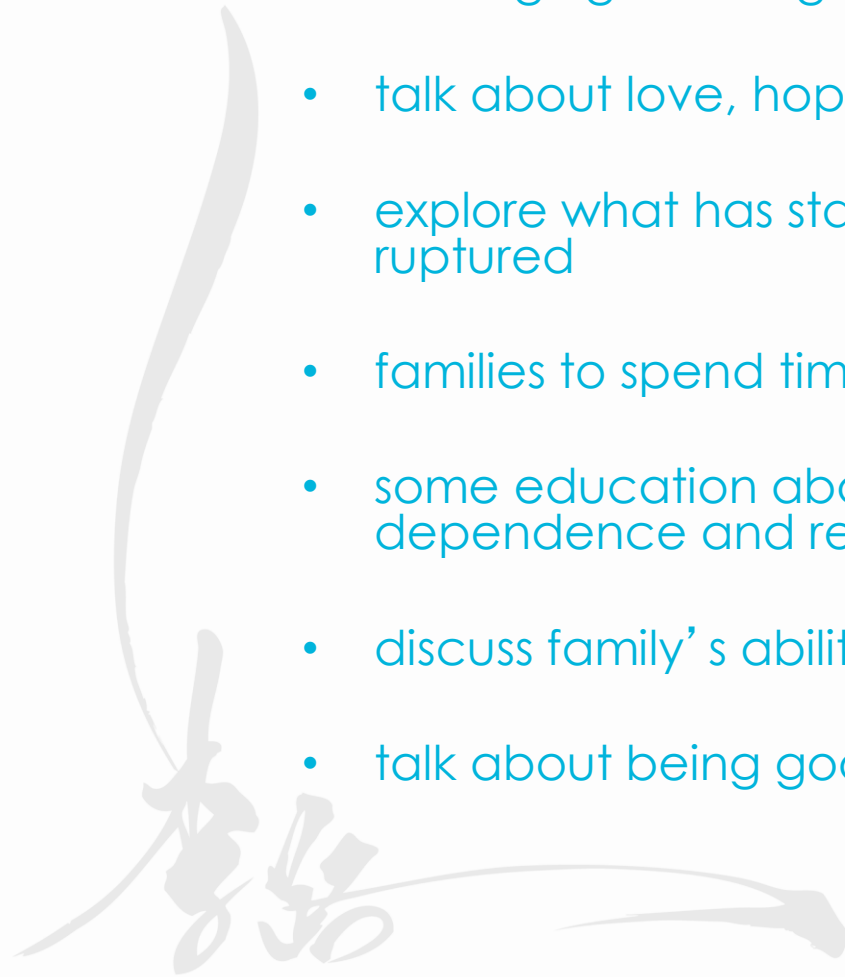 • talk about love, hop
• explore what has sta
ruptured
• families to spend tim
• some education abo
dependence and re
• discuss family’s abilit
• talk about being goo